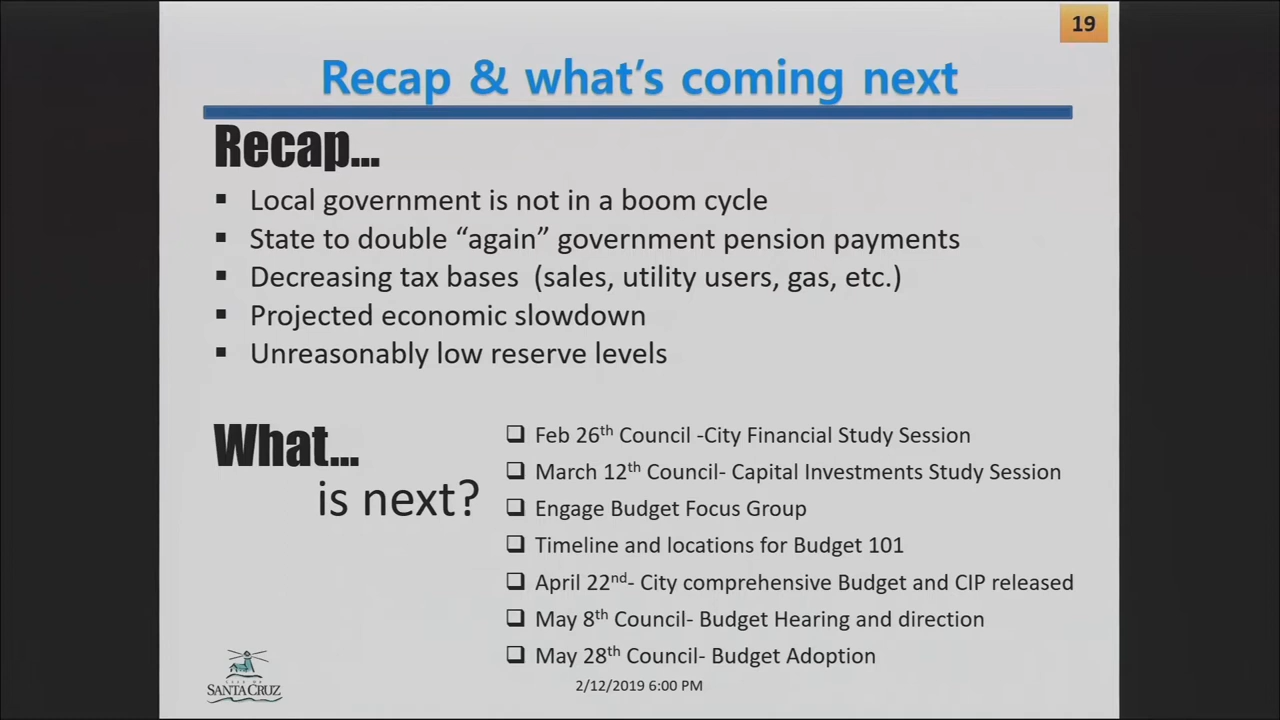 19
Recap & what's coming next
Recap...
▪ Local government is not in a boom cycle
▪ State to double “again” government pension payments
▪ Decreasing tax bases (sales, utility users, gas, etc.)
▪ Projected economic slowdown
▪ Unreasonably low reserve levels
What...
is next?
❑ Feb 26th Council -City Financial Study Session
❑ March 12th Council- Capital Investments Study Session
❑ Engage Budget Focus Group
❑ Timeline and locations for Budget 101
❑ April 22nd- City comprehensive Budget and CIP released
❑ May 8th Council- Budget Hearing and direction
❑ May 28th Council- Budget Adoption
CITY OF
SANTA CRUZ
2/12/2019 6:00 PM